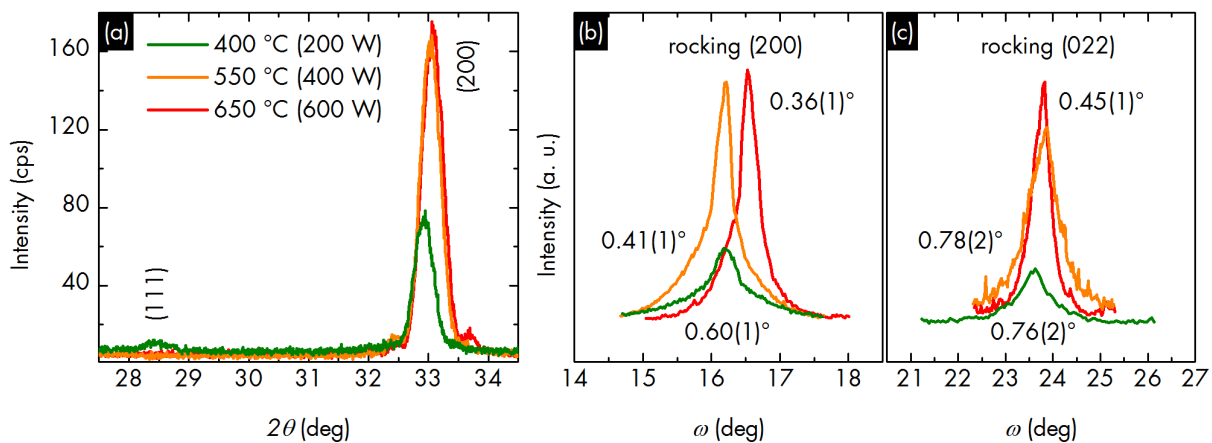 (a)
400 °C (200 W)
550 °C (400 W)
650 °C (600 W)
(111)
(200)
160
120
80
40
Intensity (cps)
28 29 30 31 32 33 34
2θ (deg)
(b)
rocking (200)
0.36(1)°
0.41(1)°
0.60(1)°
Intensity (a. u.)
14 15 16 17 18
ω (deg)
(c)
rocking (022)
0.45(1)°
0.78(2)°
0.76(2)°
21 22 23 24 25 26 27
ω (deg)